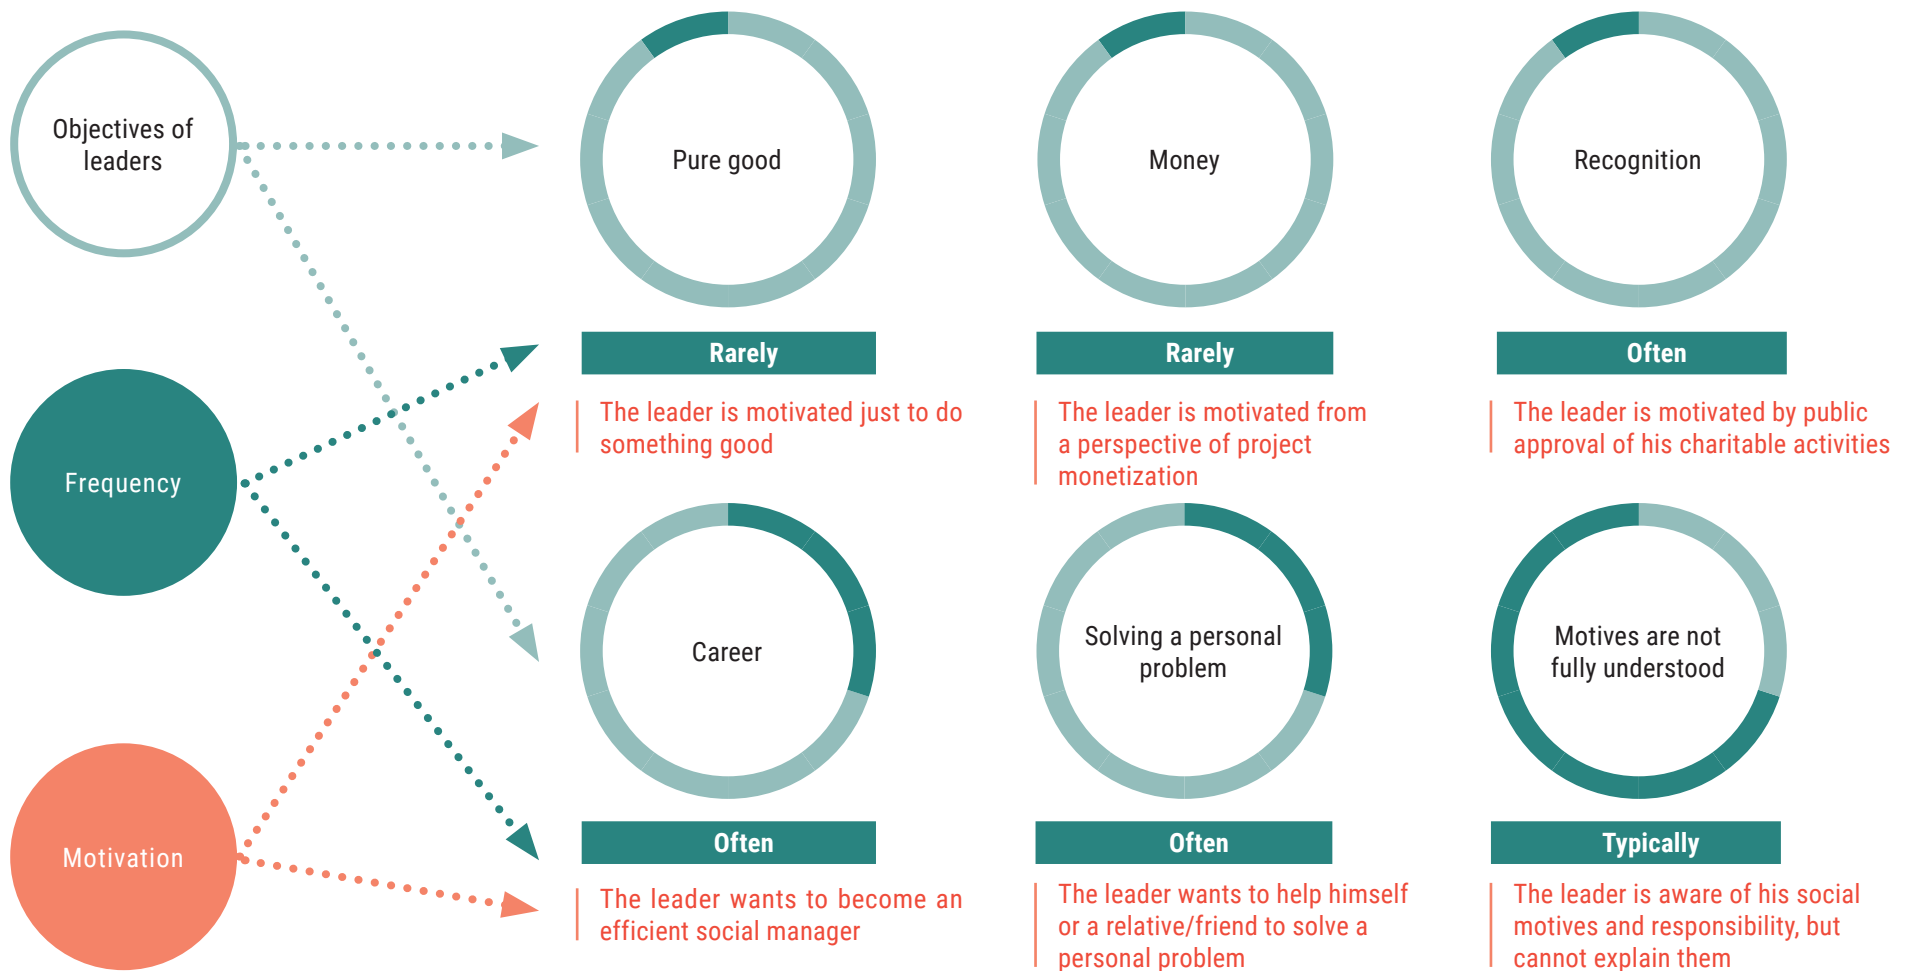 Objectives of
leaders
Pure good
Money
Recognition
Rarely
Rarely
Often
The leader is motivated just to do
something good
The leader is motivated from
a perspective of project
monetization
The leader is motivated by public
approval of his charitable activities
Frequency
Career
Solving a personal
problem
Motives are not
fully understood
Motivation
Often
Often
Typically
The leader wants to become an
efficient social manager
The leader wants to help himself
or a relative/friend to solve a
personal problem
The leader is aware of his social
motives and responsibility, but
cannot explain them